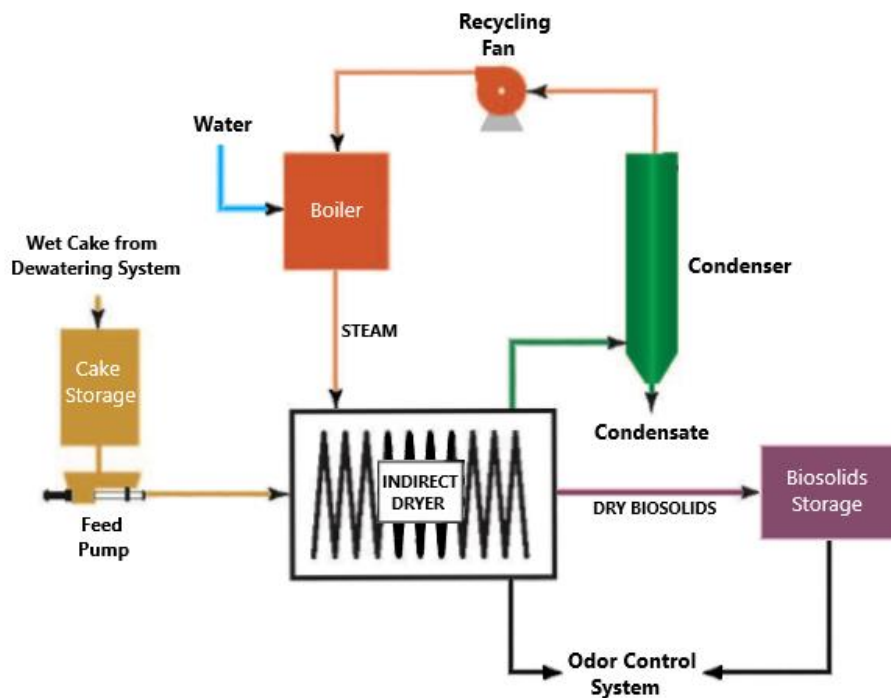 Recycling
Fan
Water
Boiler
Wet Cake from
Dewatering System
Condenser
STEAM
Cake
Storage
Condensate
INDIRECT
DRYER
Biosolids
Storage
DRY BIOSOLIDS
Feed
Pump
Odor Control
System